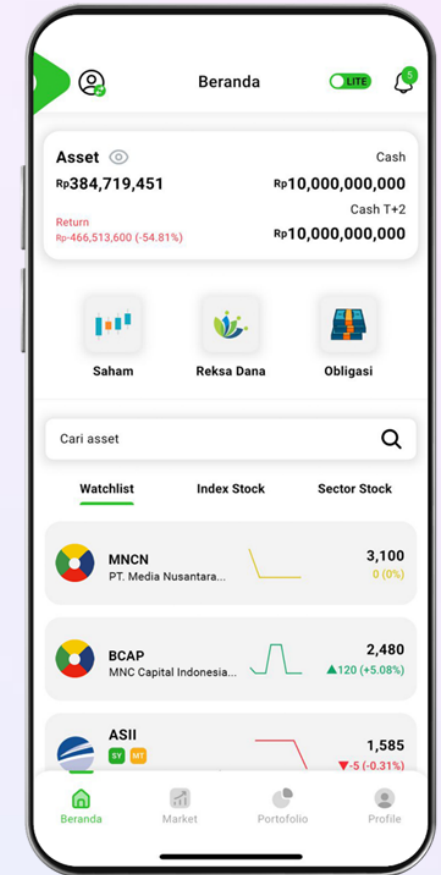 Beranda
LITE
5
Asset
Cash
Rp384,719,451
Rp10,000,000,000
Cash T+2
Return
Rp-466,513,600 (-54.81%)
Rp10,000,000,000
Saham
Reksa Dana
Obligasi
Cari asset
Watchlist
Index Stock
Sector Stock
MNCN
3,100
PT. Media Nusantara...
0 (0%)
BCAP
2,480
MNC Capital Indonesia...
▲120 (+5.08%)
ASII
SY
MT
1,585
▼-5 (-0.31%)
Beranda
Market
Portofolio
Profile